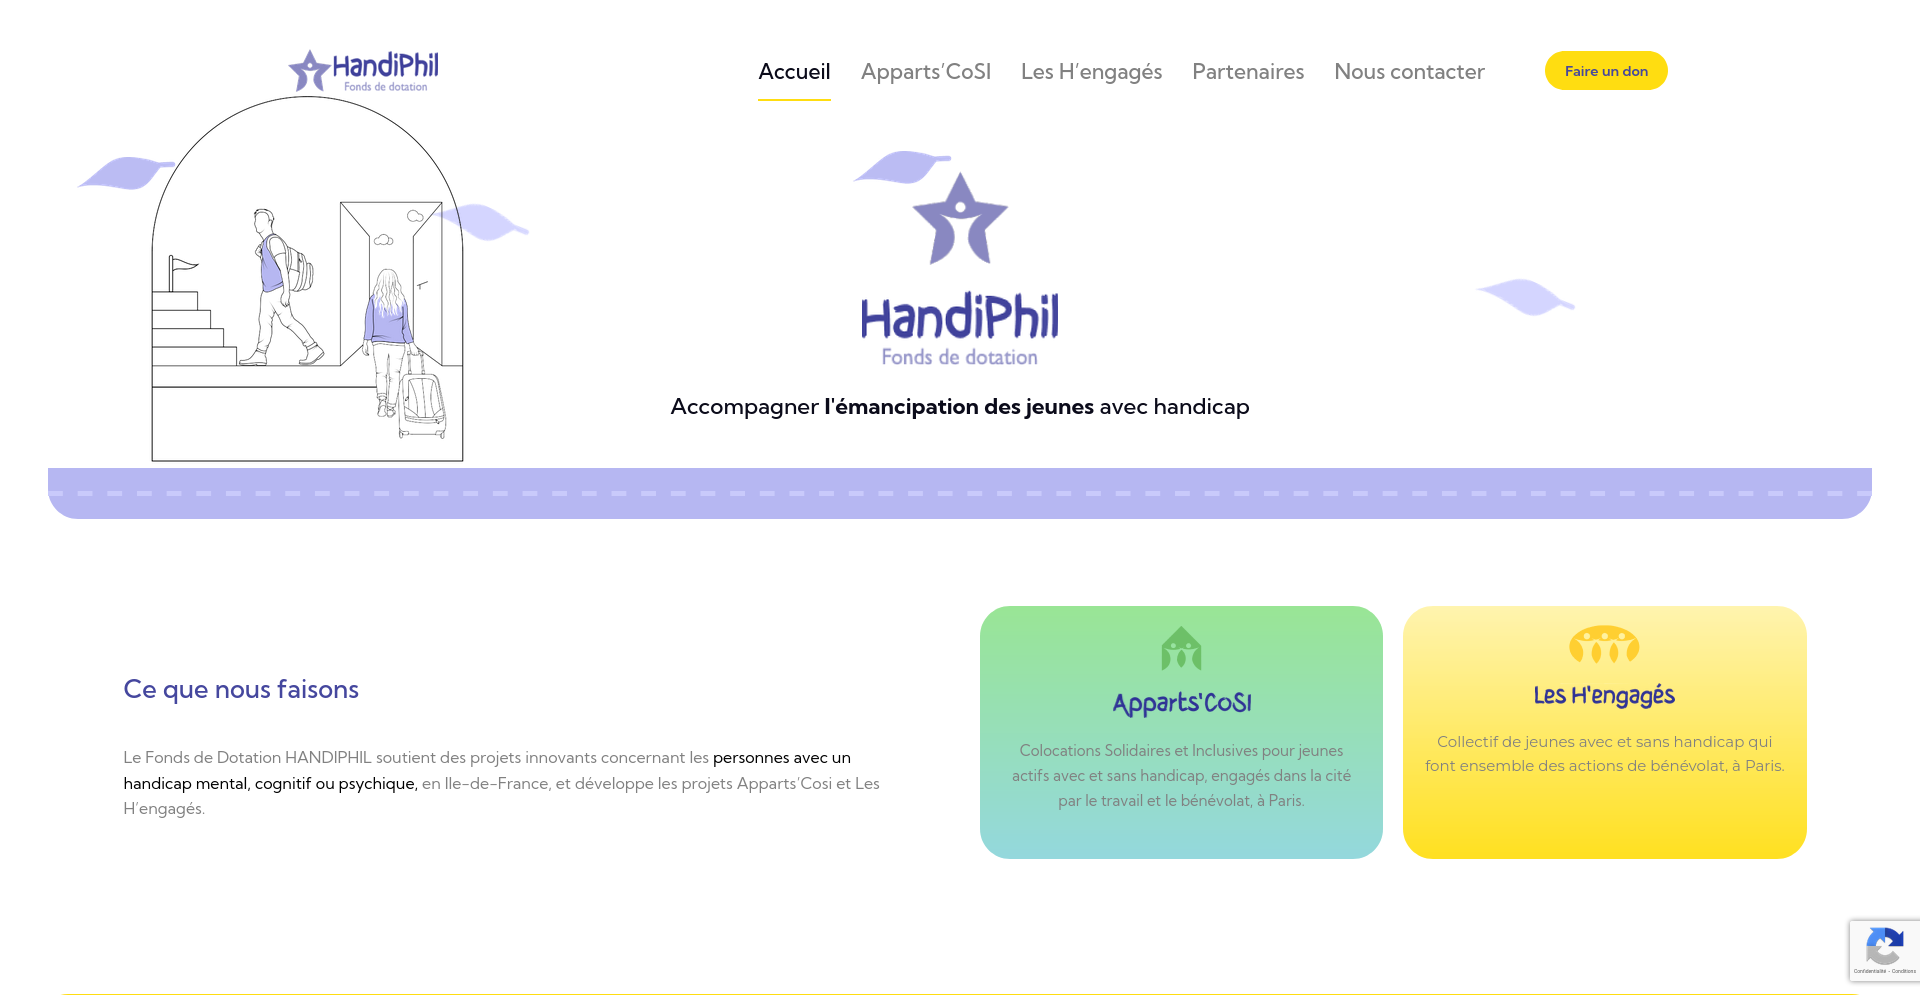 HandiPhil
Fonds de dotation
Accueil
Apparts’CoSI
Les H’engagés
Partenaires
Nous contacter
Faire un don
HandiPhil
Fonds de dotation
Accompagner l'émancipation des jeunes avec handicap
Ce que nous faisons
Le Fonds de Dotation HANDIPHIL soutient des projets innovants concernant les personnes avec un
handicap mental, cognitif ou psychique, en Ile-de-France, et développe les projets Apparts’Cosi et Les
H’engagés.
Apparts'CoSI
Colocations Solidaires et Inclusives pour jeunes
actifs avec et sans handicap, engagés dans la cité
par le travail et le bénévolat, à Paris.
Les H'engagés
Collectif de jeunes avec et sans handicap qui
font ensemble des actions de bénévolat, à Paris.
Confidentialité - Conditions